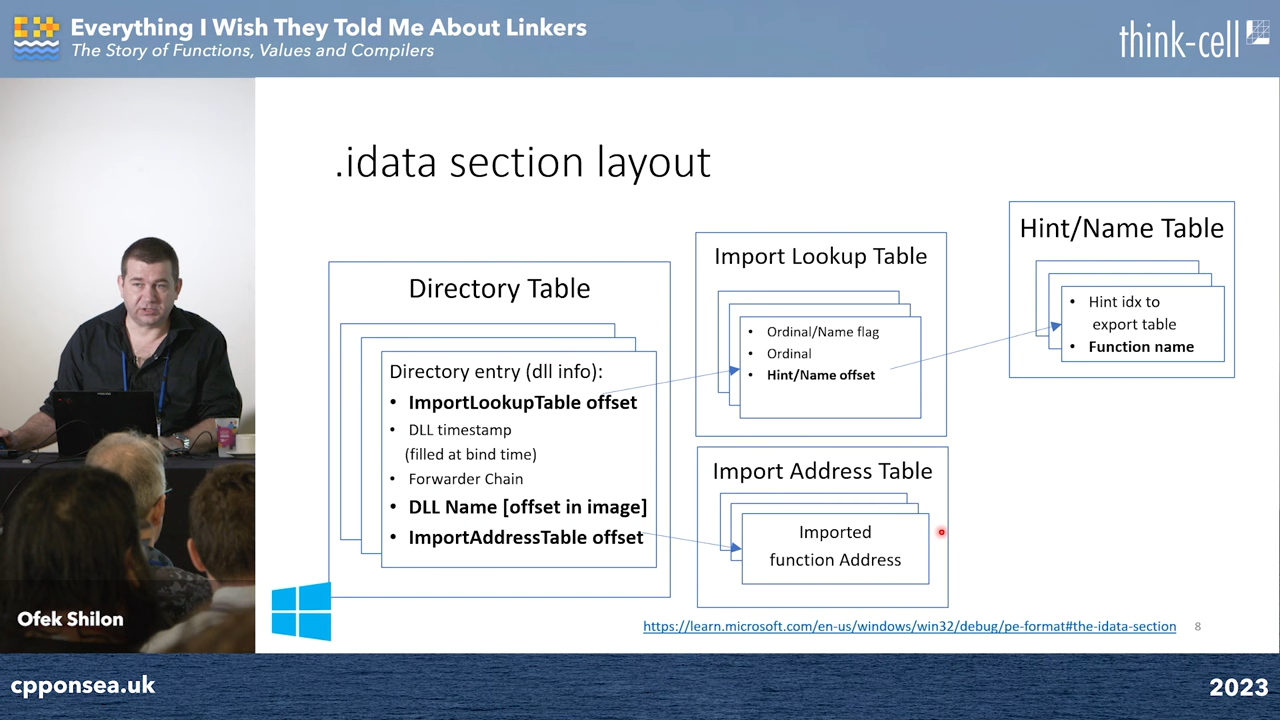 Everything I Wish They Told Me About Linkers
The Story of Functions, Values and Compilers
think-cell
.idata section layout
Directory Table
Directory entry (dll info):
• ImportLookupTable offset
• DLL timestamp
(filled at bind time)
• Forwarder Chain
• DLL Name [offset in image]
• ImportAddressTable offset
Import Lookup Table
• Ordinal/Name flag
• Ordinal
• Hint/Name offset
Hint/Name Table
• Hint idx to
export table
• Function name
Import Address Table
Imported
function Address
https://learn.microsoft.com/en-us/windows/win32/debug/pe-format#the-idata-section
8
Ofek Shilon
cpponsea.uk
2023